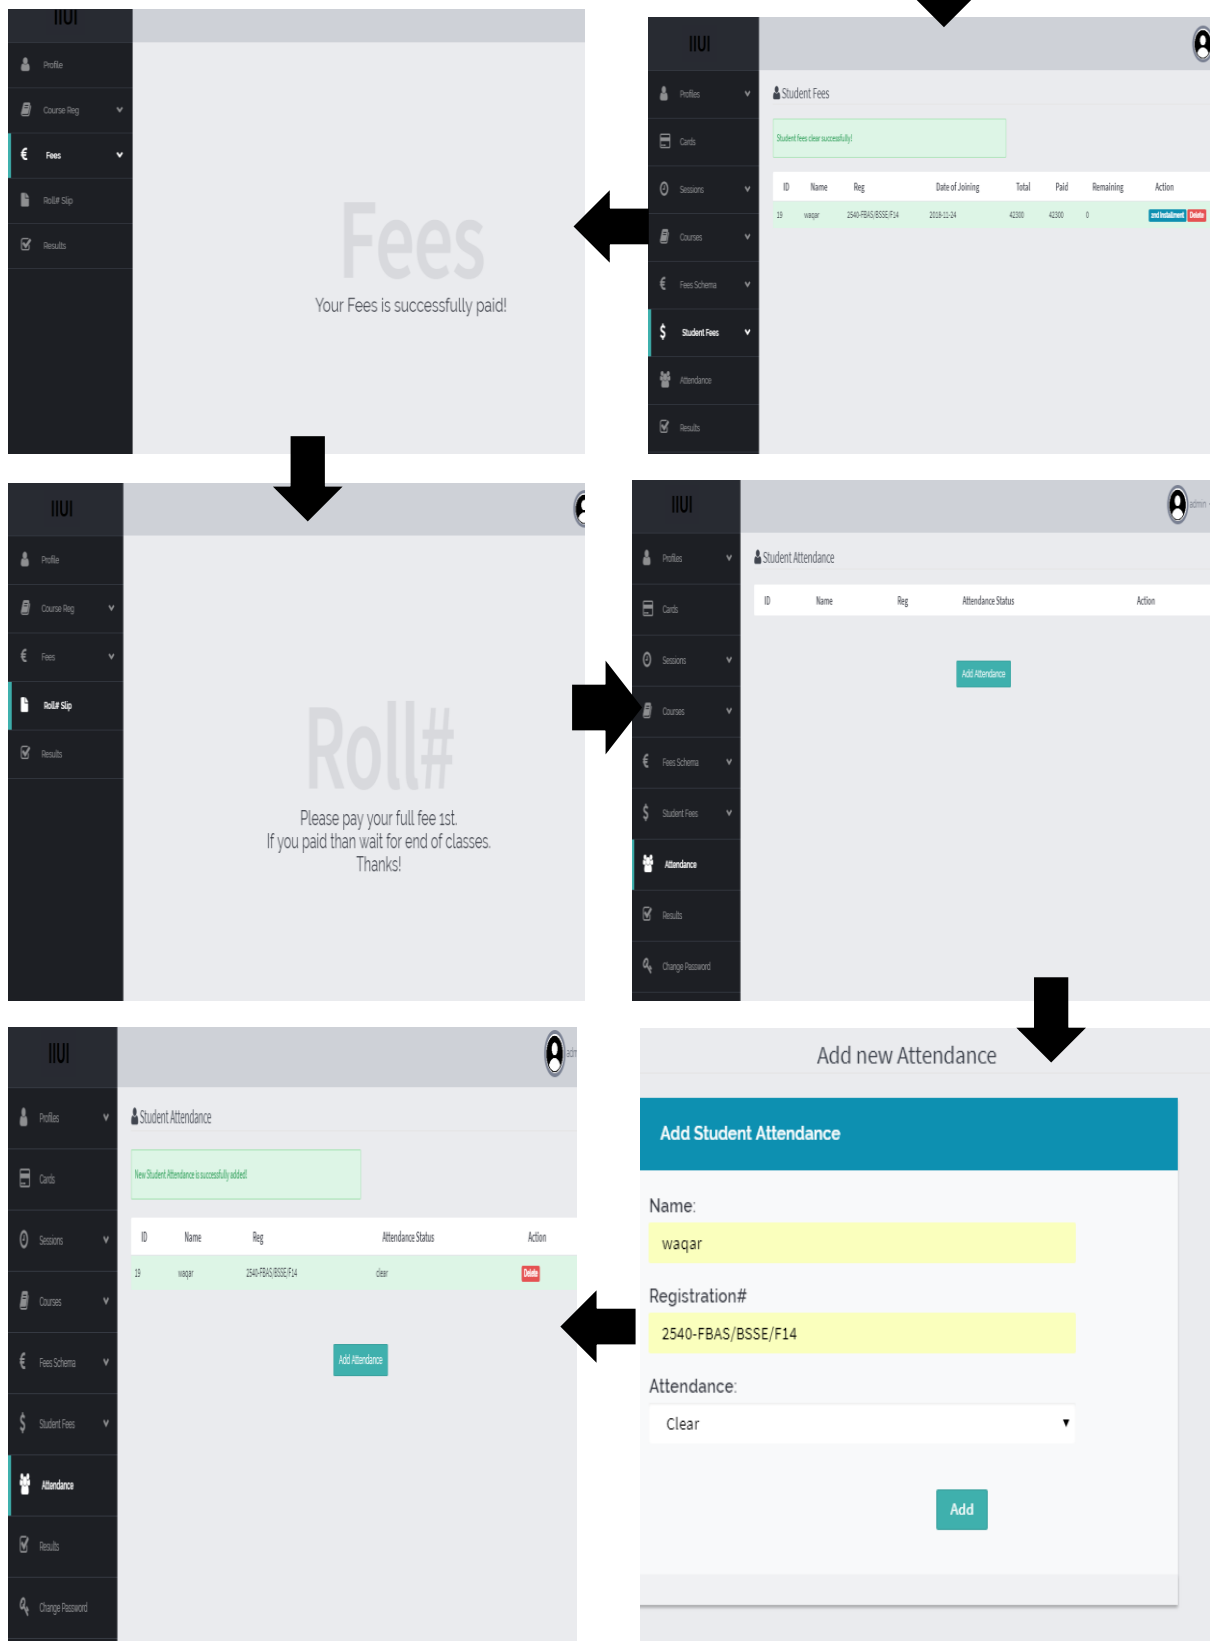 IIUI
Profile
Course Reg
€ Fees
Roll# Slip
Results
Fees
Your Fees is successfully paid!
IIUI
Profiles
Cards
Sessions
Courses
€ Fees Schema
$ Student Fees
Attendance
Results
Student Fees
Student fees clear successfully!
ID Name Reg Date of Joining Total Paid Remaining Action
19 waqar 2540-FBAS/BSSE/F14 2018-11-24 42300 42300 0 2nd Installment Delete
IIUI
Profile
Course Reg
€ Fees
Roll# Slip
Results
Roll#
Please pay your full fee 1st.
If you paid than wait for end of classes.
Thanks!
IIUI
admin
Profiles
Cards
Sessions
Courses
€ Fees Schema
$ Student Fees
Attendance
Results
Change Password
Student Attendance
ID Name Reg Attendance Status Action
Add Attendance
IIUI
adm
Profiles
Cards
Sessions
Courses
€ Fees Schema
$ Student Fees
Attendance
Results
Change Password
Student Attendance
New Student Attendance is successfully added!
ID Name Reg Attendance Status Action
19 waqar 2540-FBAS/BSSE/F14 clear Delete
Add Attendance
Add new Attendance
Add Student Attendance
Name:
waqar
Registration#
2540-FBAS/BSSE/F14
Attendance:
Clear
Add